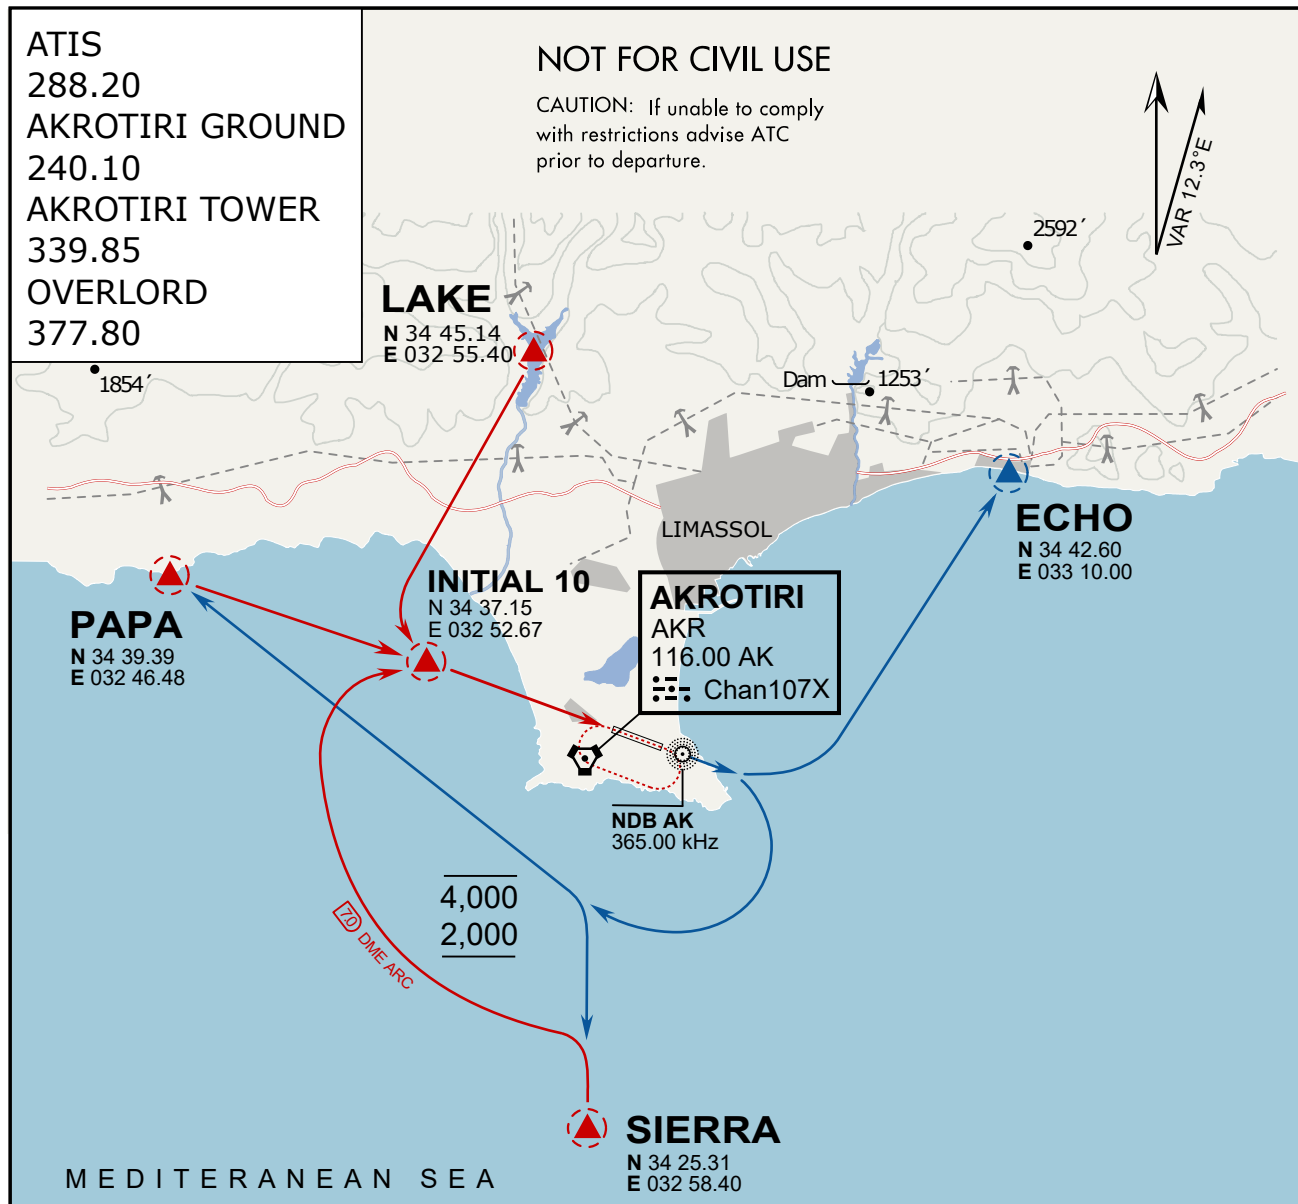 ATIS
288.20
AKROTIRI GROUND
240.10
AKROTIRI TOWER
339.85
OVERLORD
377.80
NOT FOR CIVIL USE
CAUTION: If unable to comply
with restrictions advise ATC
prior to departure.
VAR 12.3°E
2592´
LAKE
N 34 45.14
E 032 55.40
1854´
Dam
1253´
LIMASSOL
ECHO
N 34 42.60
E 033 10.00
INITIAL 10
N 34 37.15
E 032 52.67
PAPA
N 34 39.39
E 032 46.48
AKROTIRI
AKR
116.00 AK
Chan107X
NDB AK
365.00 kHz
4,000
2,000
7.0 DME ARC
SIERRA
N 34 25.31
E 032 58.40
MEDITERANEAN SEA